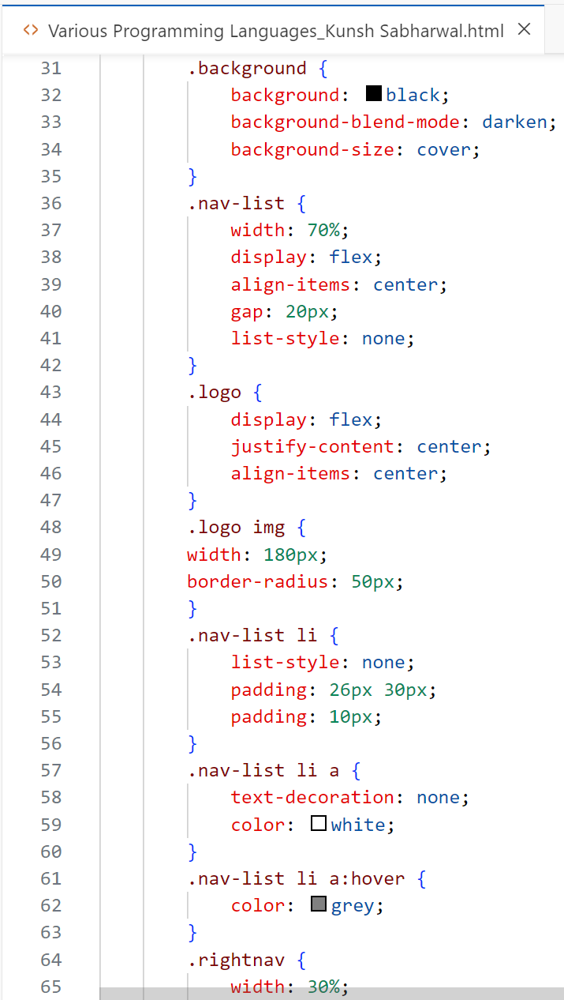 Various Programming Languages_Kunsh Sabharwal.html
31 .background {
32 background: black;
33 background-blend-mode: darken;
34 background-size: cover;
35 }
36 .nav-list {
37 width: 70%;
38 display: flex;
39 align-items: center;
40 gap: 20px;
41 list-style: none;
42 }
43 .logo {
44 display: flex;
45 justify-content: center;
46 align-items: center;
47 }
48 .logo img {
49 width: 180px;
50 border-radius: 50px;
51 }
52 .nav-list li {
53 list-style: none;
54 padding: 26px 30px;
55 padding: 10px;
56 }
57 .nav-list li a {
58 text-decoration: none;
59 color: white;
60 }
61 .nav-list li a:hover {
62 color: grey;
63 }
64 .rightnav {
65 width: 30%;